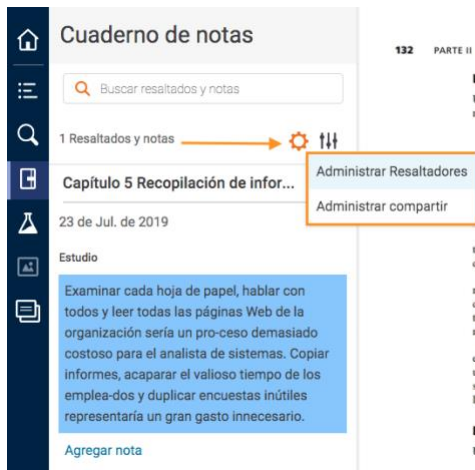 Cuaderno de notas
Buscar resaltados y notas
1 Resaltados y notas
Administrar Resaltadores
Administrar compartir
Capítulo 5 Recopilación de infor...
23 de Jul. de 2019
Estudio
Examinar cada hoja de papel, hablar con
todos y leer todas las páginas Web de la
organización sería un pro-ceso demasiado
costoso para el analista de sistemas. Copiar
informes, acaparar el valioso tiempo de los
emplea-dos y duplicar encuestas inútiles
representaría un gran gasto innecesario.
Agregar nota
132 PARTE II